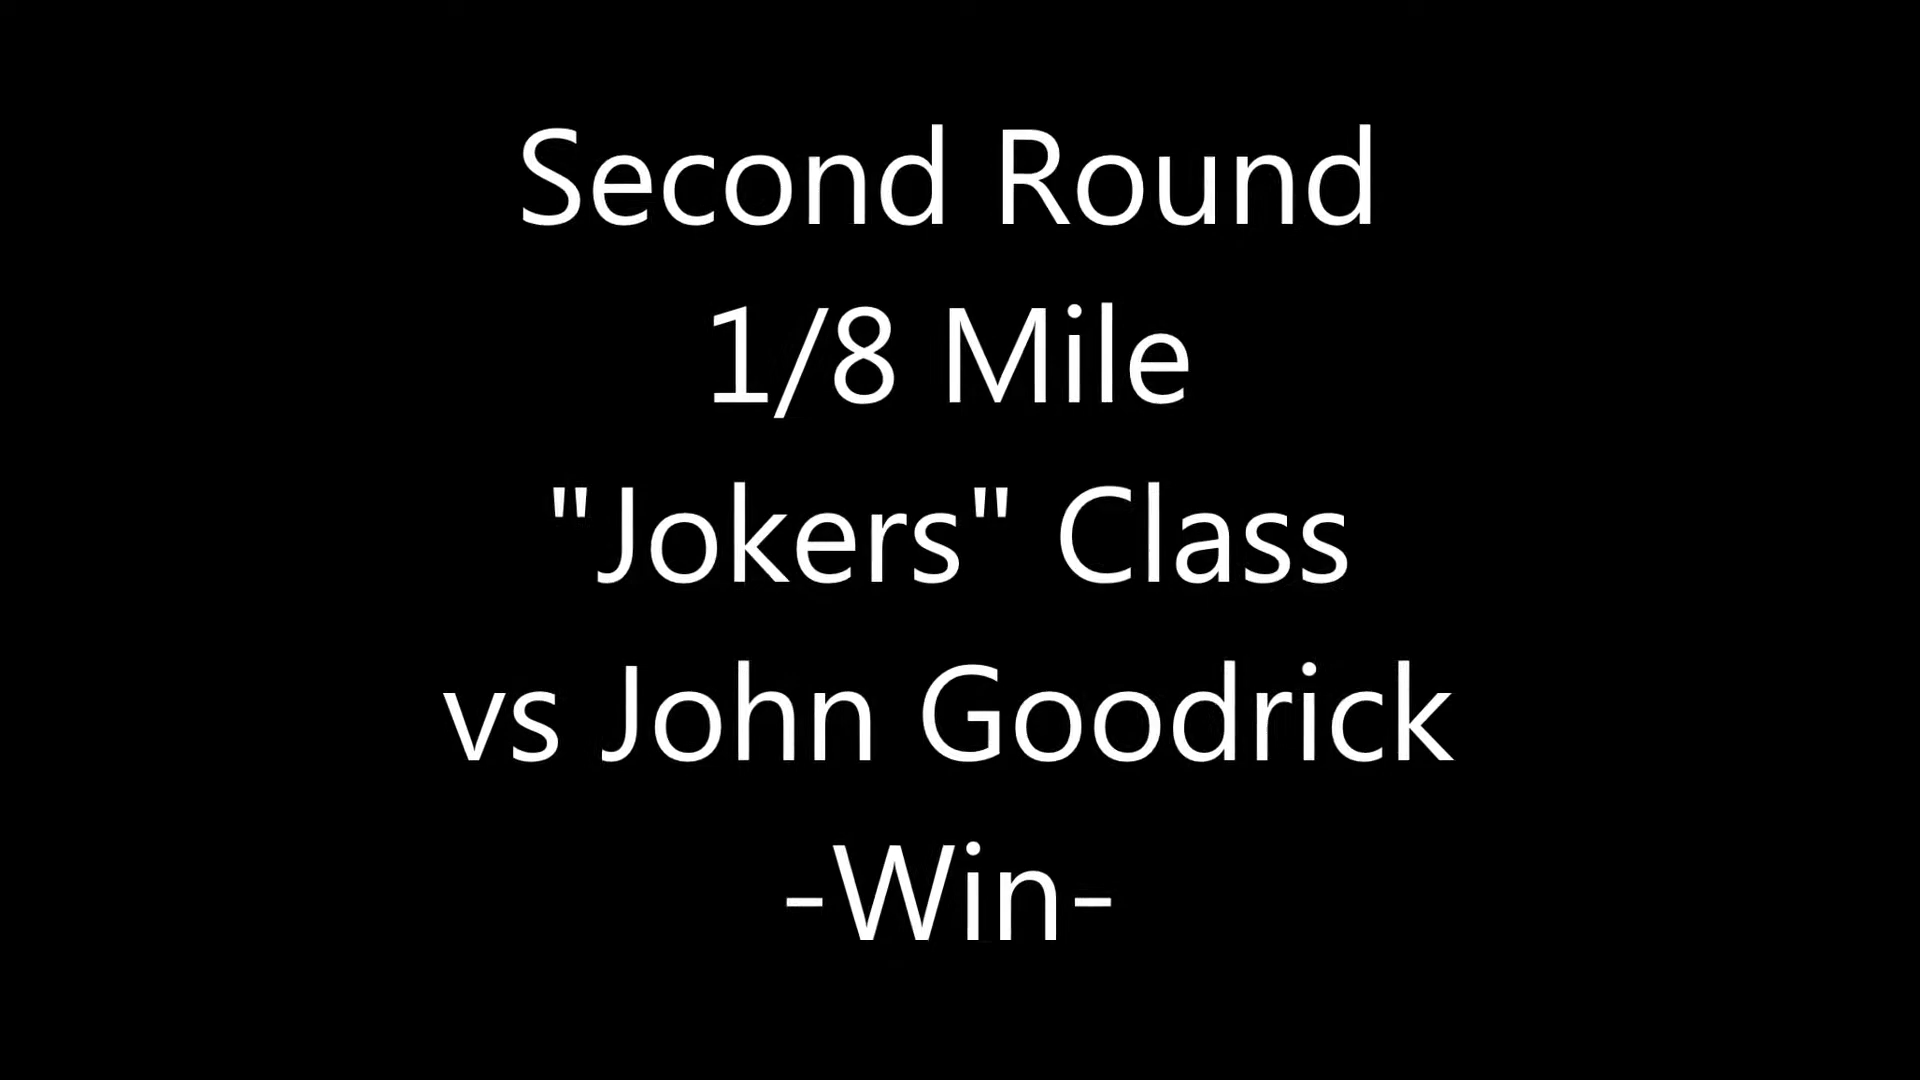 Second Round
1/8 Mile
"Jokers" Class
vs John Goodrick
-Win-